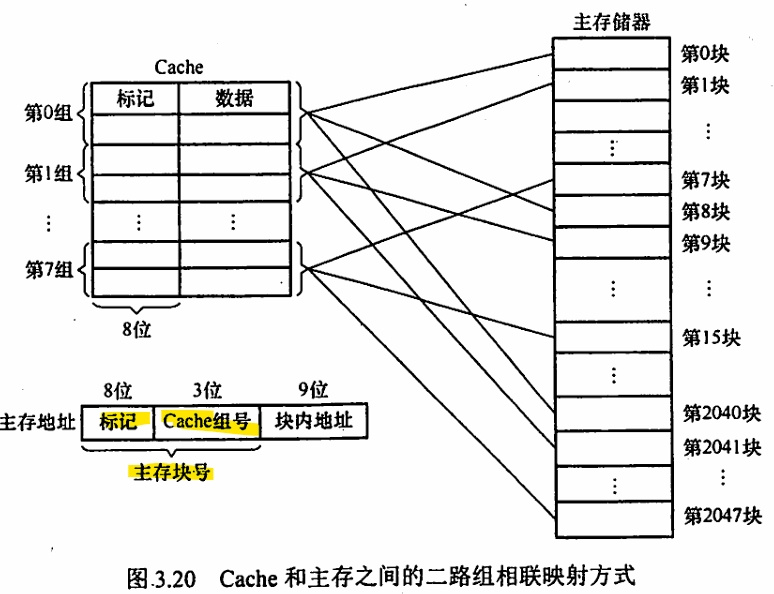 主存储器
Cache
标记 数据
第0组
第1组
⋮ ⋮ ⋮
第7组
8位
第0块
第1块
⋮ ⋮
第7块
第8块
第9块
⋮ ⋮
第15块
⋮
第2040块
第2041块
⋮ ⋮
第2047块
8位 3位 9位
主存地址 标记 Cache组号 块内地址
主存块号
图.3.20 Cache 和主存之间的二路组相联映射方式